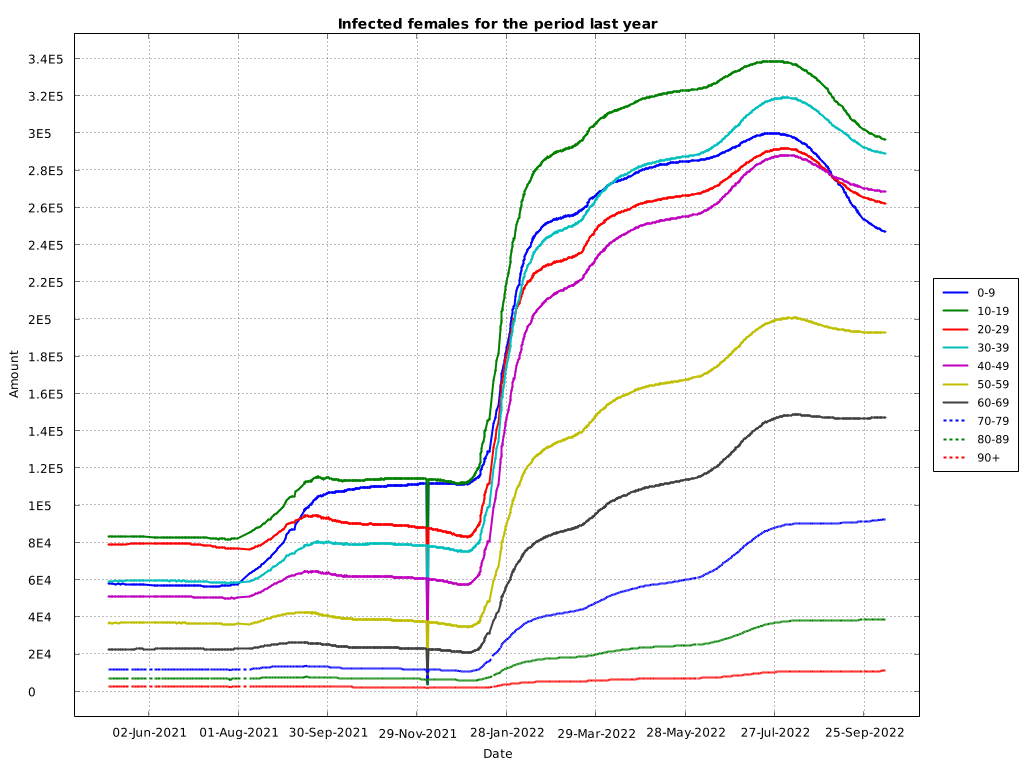 Infected females for the period last year
3.4E5
3.2E5
3E5
2.8E5
2.6E5
2.4E5
2.2E5
2E5
1.8E5
1.6E5
1.4E5
1.2E5
1E5
8E4
6E4
4E4
2E4
0
Amount
02-Jun-2021 01-Aug-2021 30-Sep-2021 29-Nov-2021 28-Jan-2022 29-Mar-2022 28-May-2022 27-Jul-2022 25-Sep-2022
Date
0-9
10-19
20-29
30-39
40-49
50-59
60-69
70-79
80-89
90+